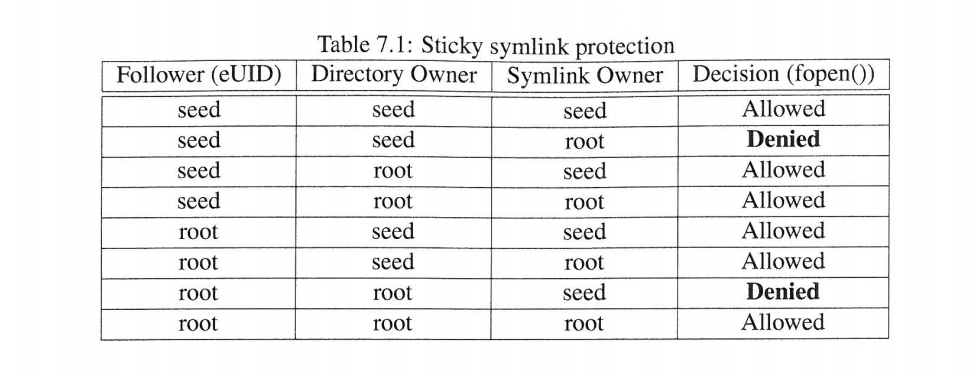 Table 7.1: Sticky symlink protection
Follower (eUID) Directory Owner Symlink Owner Decision (fopen())
seed seed seed Allowed
seed seed root Denied
seed root seed Allowed
seed root root Allowed
root seed seed Allowed
root seed root Allowed
root root seed Denied
root root root Allowed